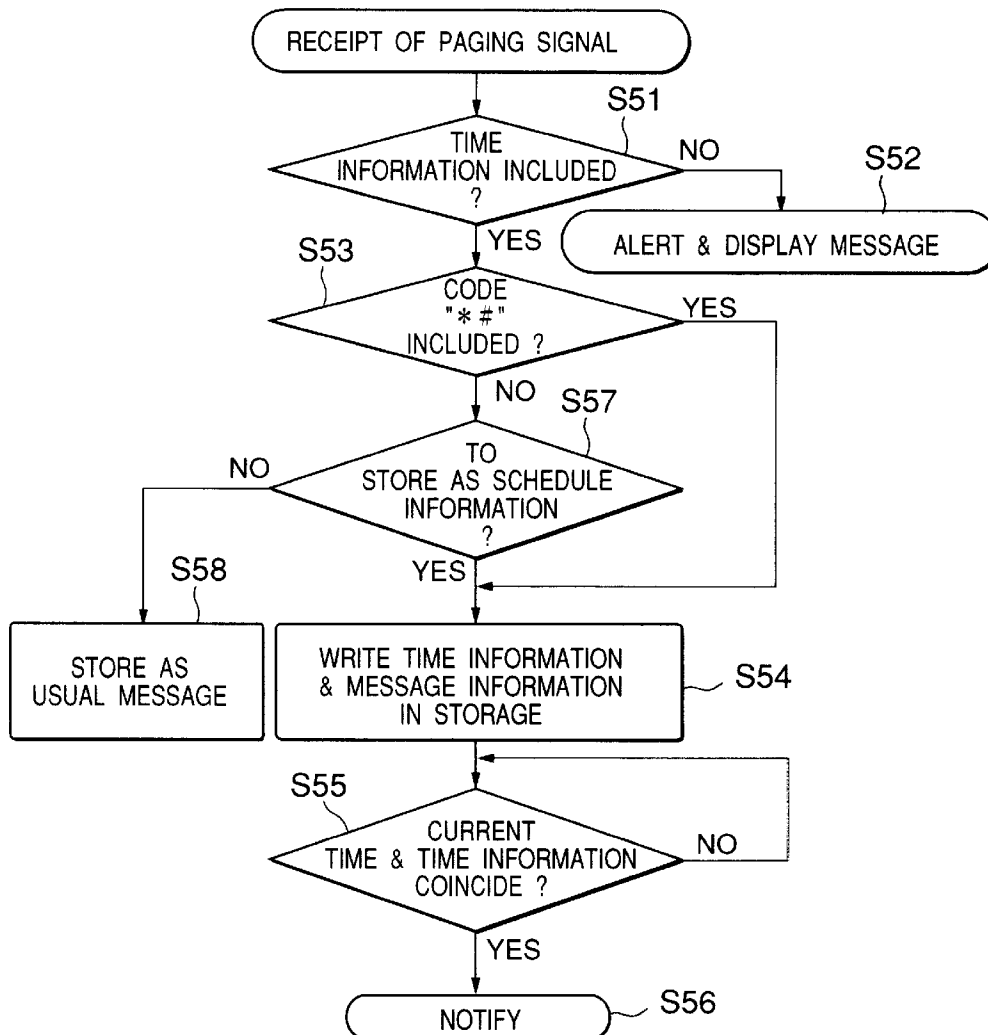 RECEIPT OF PAGING SIGNAL
S51
TIME
INFORMATION INCLUDED
?
NO
S52
ALERT & DISPLAY MESSAGE
YES
S53
CODE
"*#"
INCLUDED ?
YES
NO
S57
TO
STORE AS SCHEDULE
INFORMATION
?
NO
YES
S58
STORE AS
USUAL MESSAGE
WRITE TIME INFORMATION
& MESSAGE INFORMATION
IN STORAGE
S54
S55
CURRENT
TIME & TIME INFORMATION
COINCIDE ?
NO
YES
NOTIFY
S56